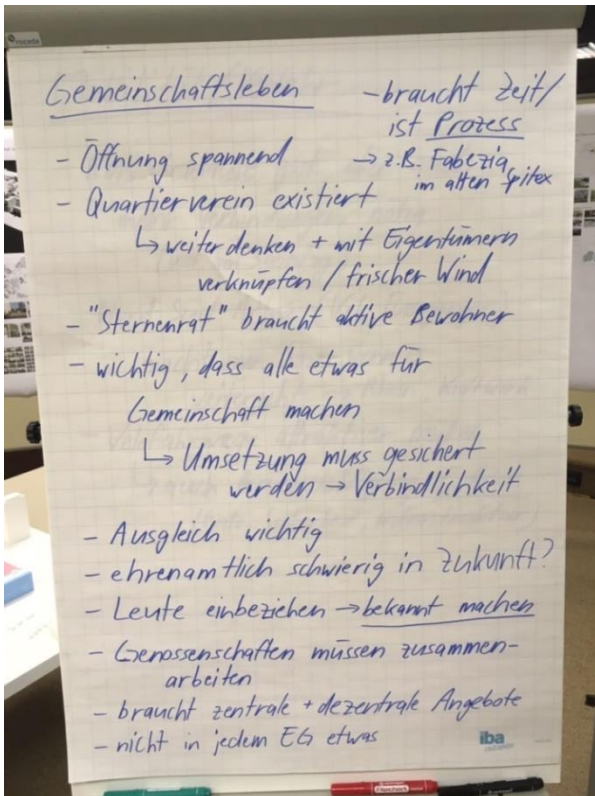 Gemeinschaftsleben
- braucht Zeit/
ist Prozess
→ z.B. Fabezia
im alten Spitex
- Öffnung spannend
- Quartierverein existiert
↳ weiter denken + mit Eigentümern
verknüpfen / frischer Wind
- "Sternenrat" braucht aktive Bewohner
- wichtig, dass alle etwas für
Gemeinschaft machen
↳ Umsetzung muss gesichert
werden → Verbindlichkeit
- Ausgleich wichtig
- ehrenamtlich schwierig in Zukunft?
- Leute einbeziehen → bekannt machen
- Genossenschaften müssen zusammen-
arbeiten
- braucht zentrale + dezentrale Angebote
- nicht in jedem EG etwas
iba